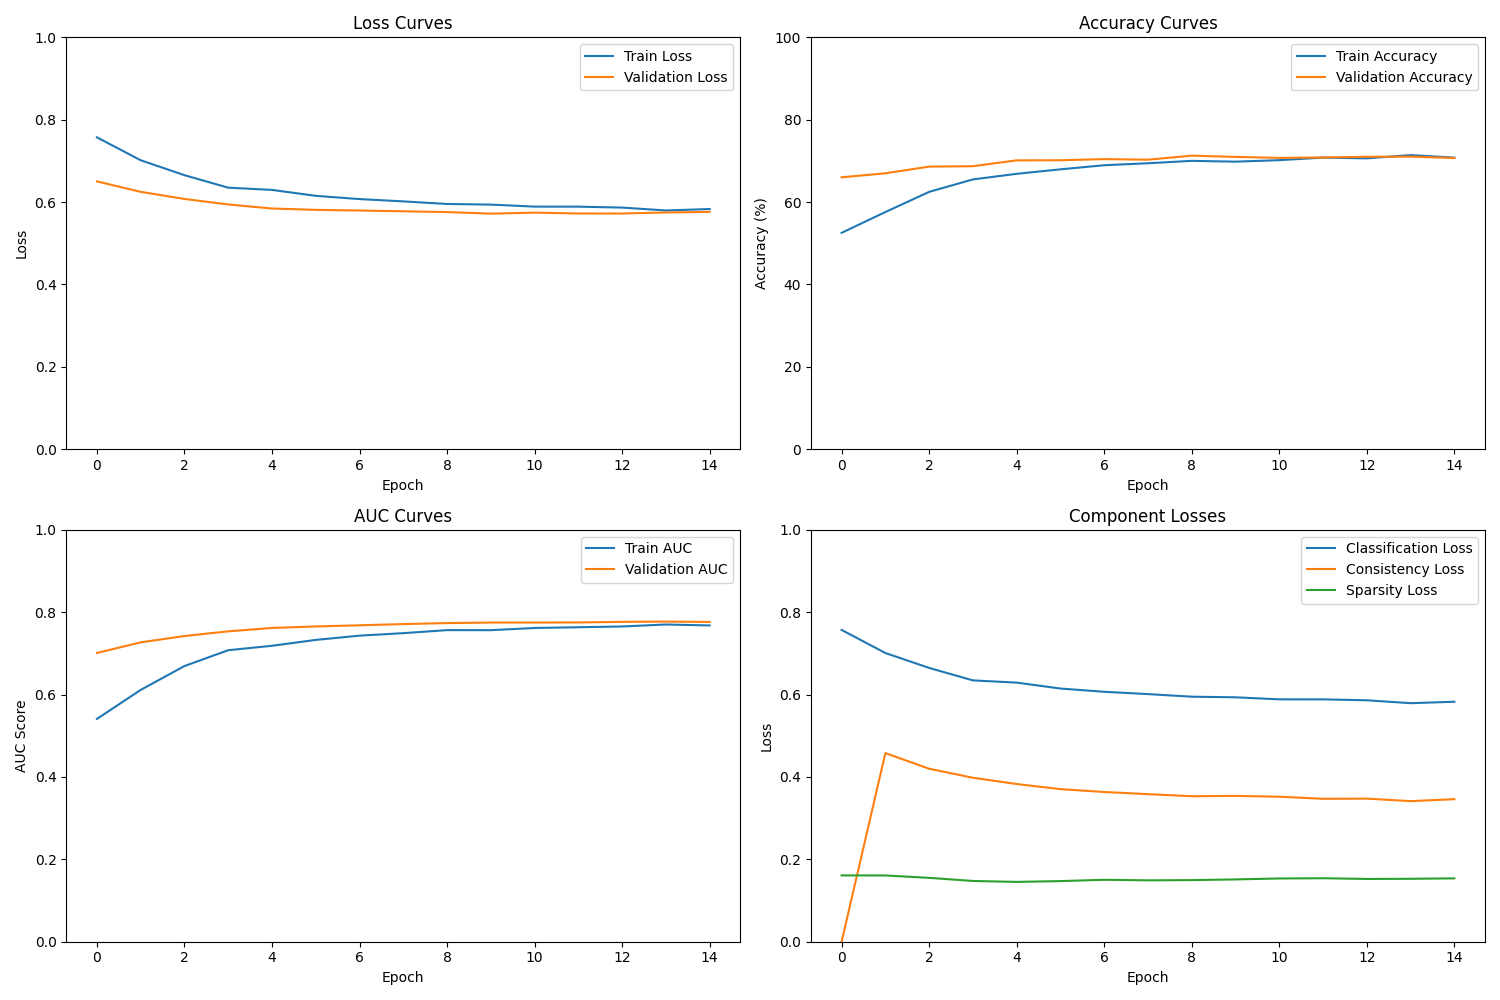 Loss Curves
1.0
0.8
0.6
0.4
0.2
0.0
Loss
Train Loss
Validation Loss
0 2 4 6 8 10 12 14
Epoch
Accuracy Curves
100
80
60
40
20
0
Accuracy (%)
Train Accuracy
Validation Accuracy
0 2 4 6 8 10 12 14
Epoch
AUC Curves
1.0
0.8
0.6
0.4
0.2
0.0
AUC Score
Train AUC
Validation AUC
0 2 4 6 8 10 12 14
Epoch
Component Losses
1.0
0.8
0.6
0.4
0.2
0.0
Loss
Classification Loss
Consistency Loss
Sparsity Loss
0 2 4 6 8 10 12 14
Epoch